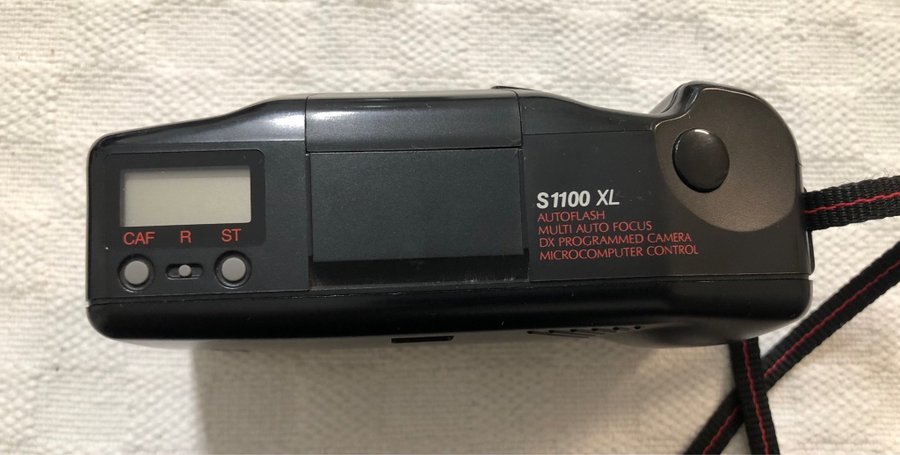 CAF R ST
S1100 XL
AUTOFLASH
MULTI AUTO FOCUS
DX PROGRAMMED CAMERA
MICROCOMPUTER CONTROL